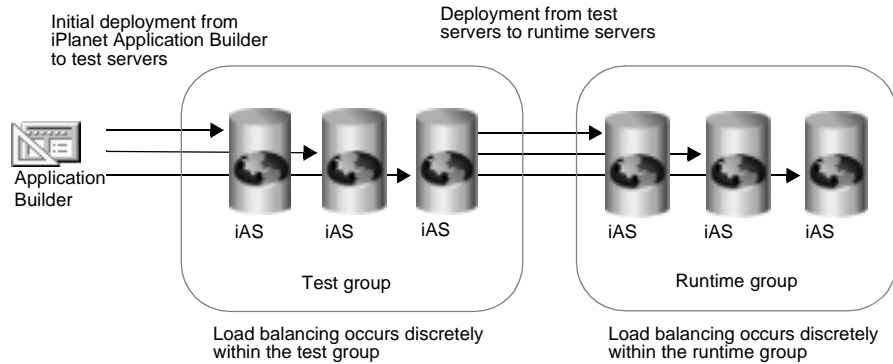 Initial deployment from
iPlanet Application Builder
to test servers
Deployment from test
servers to runtime servers
Application
Builder
iAS
iAS
iAS
iAS
iAS
iAS
Test group
Runtime group
Load balancing occurs discretely
within the test group
Load balancing occurs discretely
within the runtime group